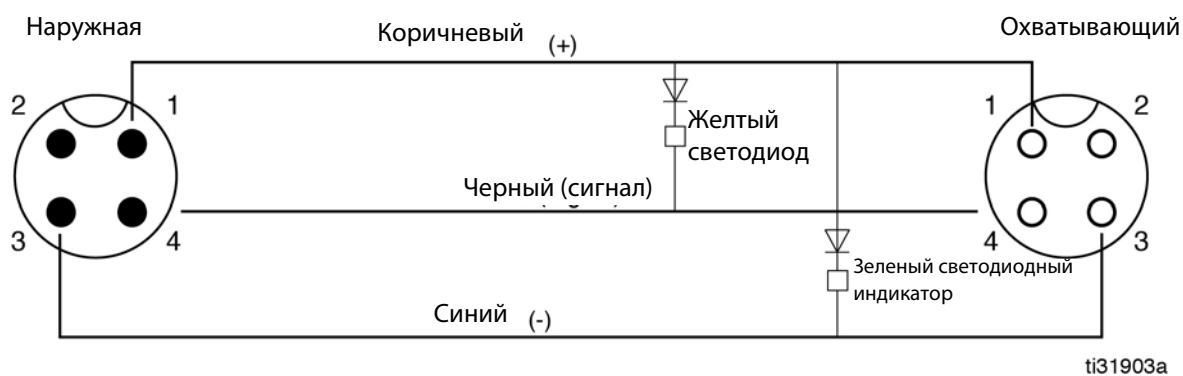 Наружная
Коричневый (+)
Охватывающий
2 1
1 2
Желтый
светодиод
Черный (сигнал)
3 4
4 3
Зеленый светодиодный
индикатор
Синий (-)
ti31903a